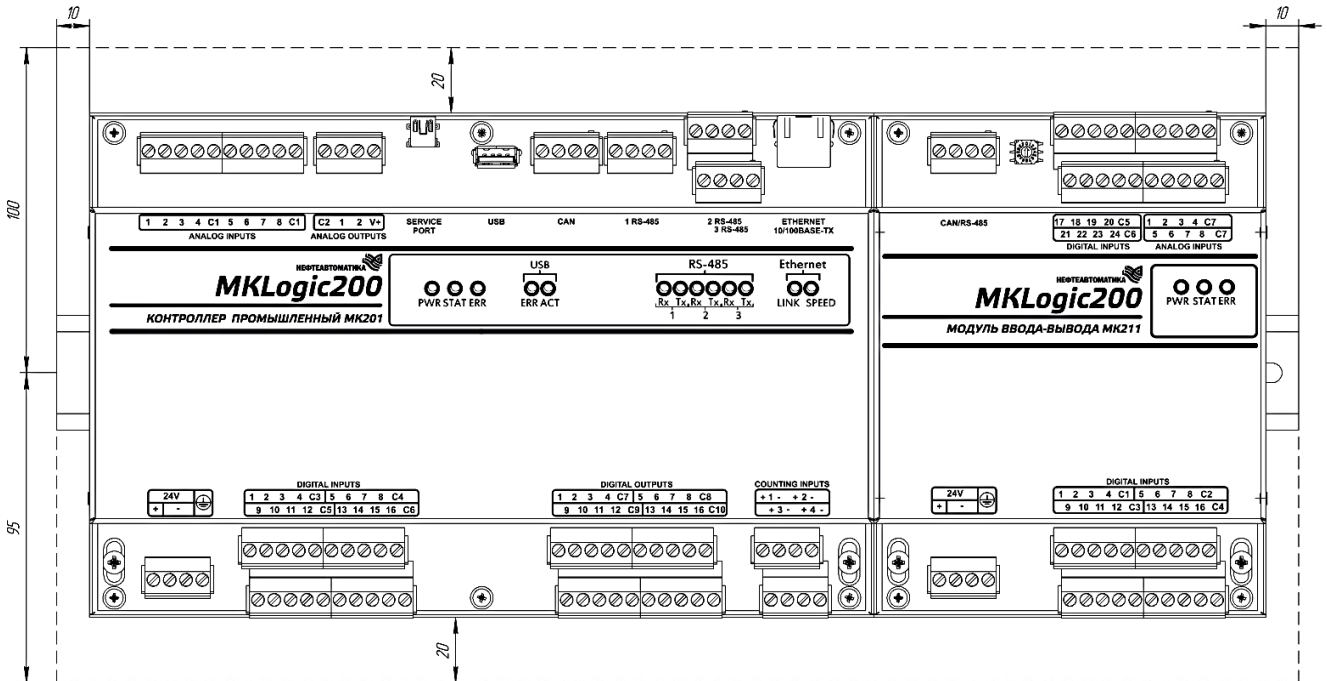 10
10
20
100
1 2 3 4 C1 5 6 7 8 C1
ANALOG INPUTS
C2 1 2 V+
ANALOG OUTPUTS
SERVICE
PORT
USB
CAN
1 RS-485
2 RS-485
3 RS-485
ETHERNET
10/100BASE-TX
CAN/RS-485
17 18 19 20 C5
21 22 23 24 C6
DIGITAL INPUTS
1 2 3 4 C7
5 6 7 8 C7
ANALOG INPUTS
НЕФТЕАВТОМАТИКА
MKLogic200
КОНТРОЛЛЕР ПРОМЫШЛЕННЫЙ МК201
PWR STAT ERR
USB
ERR ACT
RS-485
Rx Tx Rx Tx Rx Tx
1 2 3
Ethernet
LINK SPEED
НЕФТЕАВТОМАТИКА
MKLogic200
МОДУЛЬ ВВОДА-ВЫВОДА МК211
PWR STAT ERR
95
24V
+ -
DIGITAL INPUTS
1 2 3 4 C3 5 6 7 8 C4
9 10 11 12 C5 13 14 15 16 C6
DIGITAL OUTPUTS
1 2 3 4 C7 5 6 7 8 C8
9 10 11 12 C9 13 14 15 16 C10
COUNTING INPUTS
+ 1 - + 2 -
+ 3 - + 4 -
24V
+ -
DIGITAL INPUTS
1 2 3 4 C1 5 6 7 8 C2
9 10 11 12 C3 13 14 15 16 C4
20